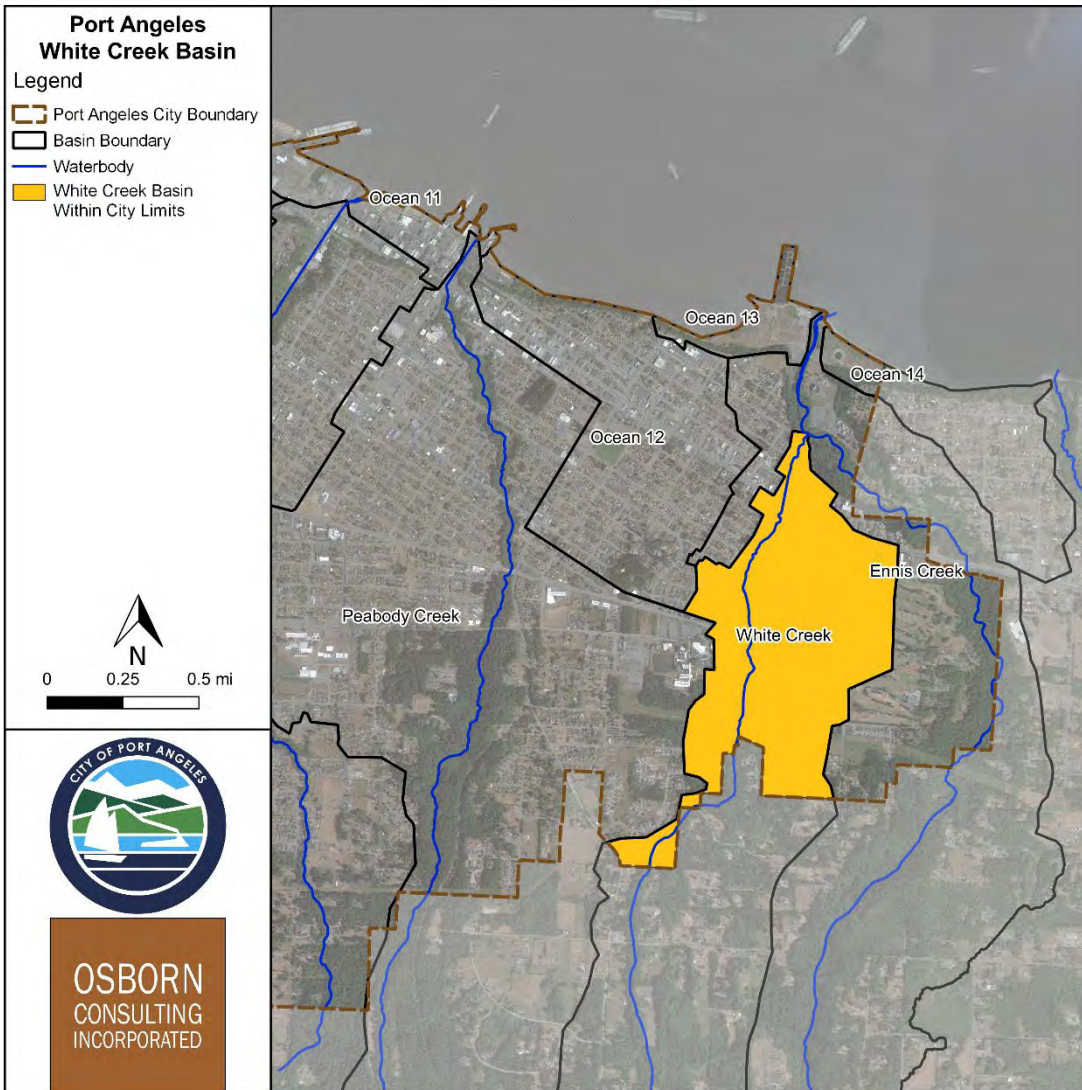 Port Angeles
White Creek Basin
Legend
Port Angeles City Boundary
Basin Boundary
Waterbody
White Creek Basin
Within City Limits
N
0 0.25 0.5 mi
CITY OF PORT ANGELES
OSBORN
CONSULTING
INCORPORATED
Ocean 11
Ocean 13
Ocean 14
Ocean 12
Ennis Creek
Peabody Creek
White Creek